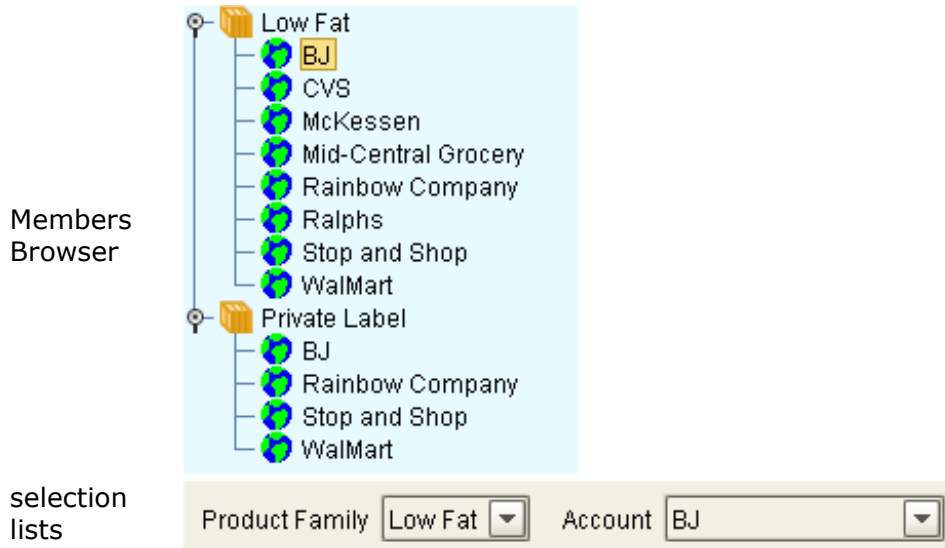 Low Fat
BJ
CVS
McKessen
Mid-Central Grocery
Rainbow Company
Ralphs
Stop and Shop
WalMart
Members
Browser
Private Label
BJ
Rainbow Company
Stop and Shop
WalMart
selection
lists
Product Family Low Fat Account BJ